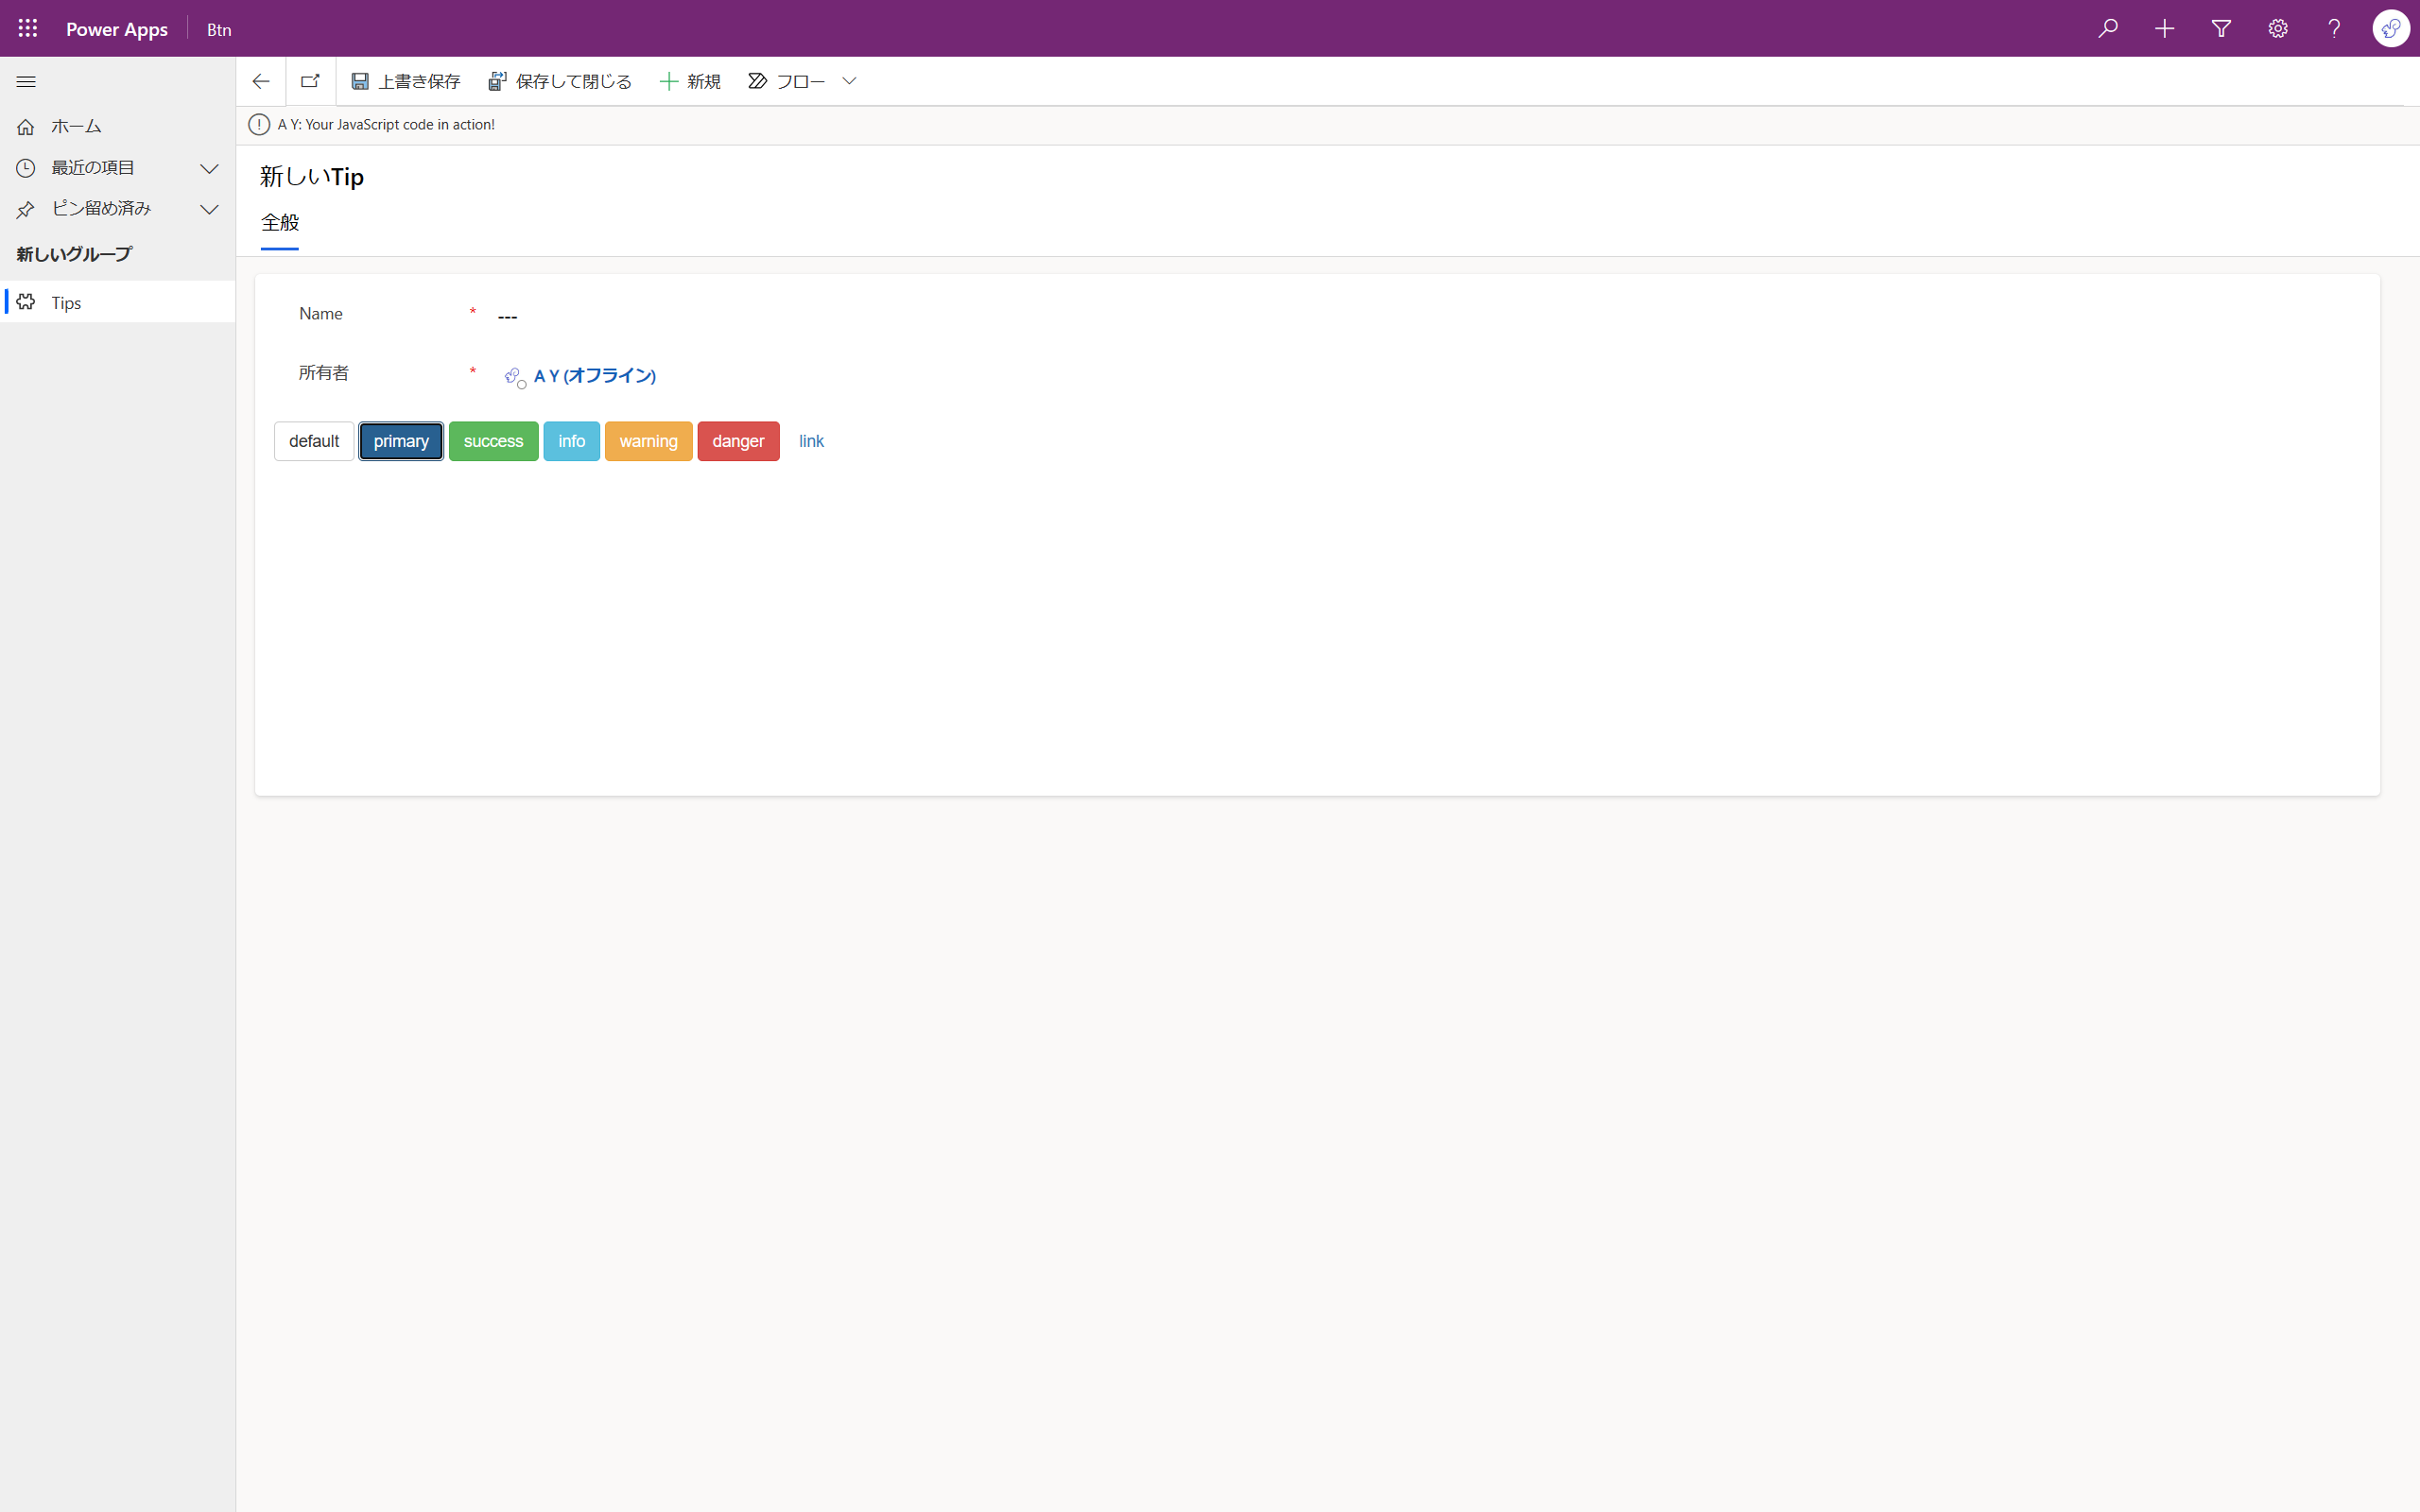 Power Apps Btn
上書き保存 保存して閉じる 新規 フロー
A Y: Your JavaScript code in action!
ホーム
最近の項目
ピン留め済み
新しいグループ
Tips
新しいTip
全般
Name * ---
所有者 * A Y (オフライン)
default primary success info warning danger link